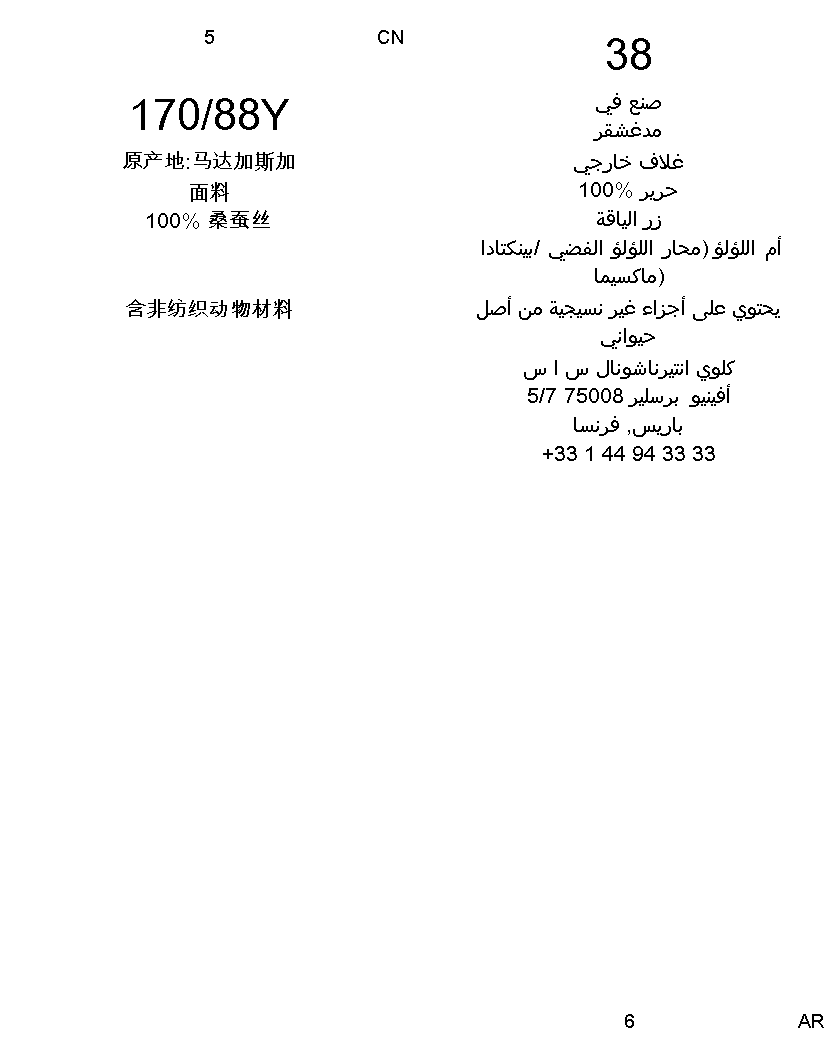 5
CN
170/88Y
原产地:马达加斯加
面料
100% 桑蚕丝
含非纺织动物材料
38
صنع في
مدغشقر
غلاف خارجي
100% حرير
زر الياقة
أم اللؤلؤ (محار اللؤلؤ الفضي /بينكتادا
ماكسيما)
يحتوي على أجزاء غير نسيجية من أصل
حيواني
كلوي انتيرناشونال س ا س
أفينيو برسلير 75008 5/7
باريس, فرنسا
+33 1 44 94 33 33
6
AR